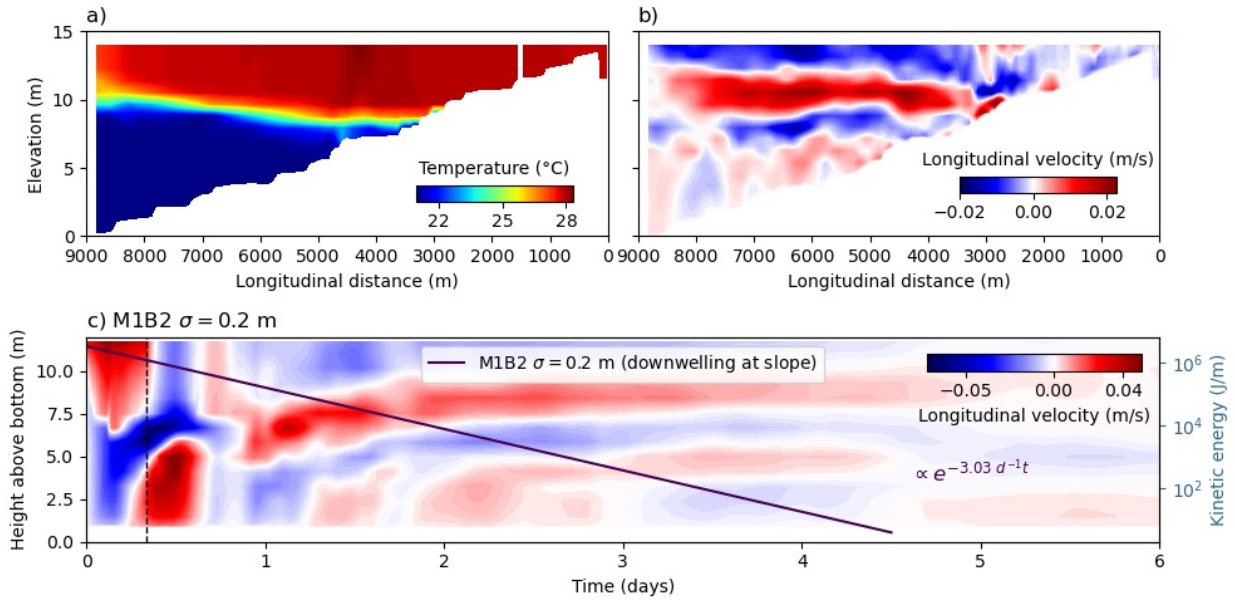 a)
b)
15
10
5
0
Elevation (m)
Temperature (°C)
22 25 28
Longitudinal velocity (m/s)
−0.02 0.00 0.02
9000 8000 7000 6000 5000 4000 3000 2000 1000 0
9000 8000 7000 6000 5000 4000 3000 2000 1000 0
Longitudinal distance (m)
Longitudinal distance (m)
c) M1B2 σ = 0.2 m
10.0
7.5
5.0
2.5
0.0
Height above bottom (m)
M1B2 σ = 0.2 m (downwelling at slope)
−0.05 0.00 0.04
Longitudinal velocity (m/s)
∝ e^{−3.03 d^{−1}t}
10^6
10^4
10^2
Kinetic energy (J/m)
0 1 2 3 4 5 6
Time (days)